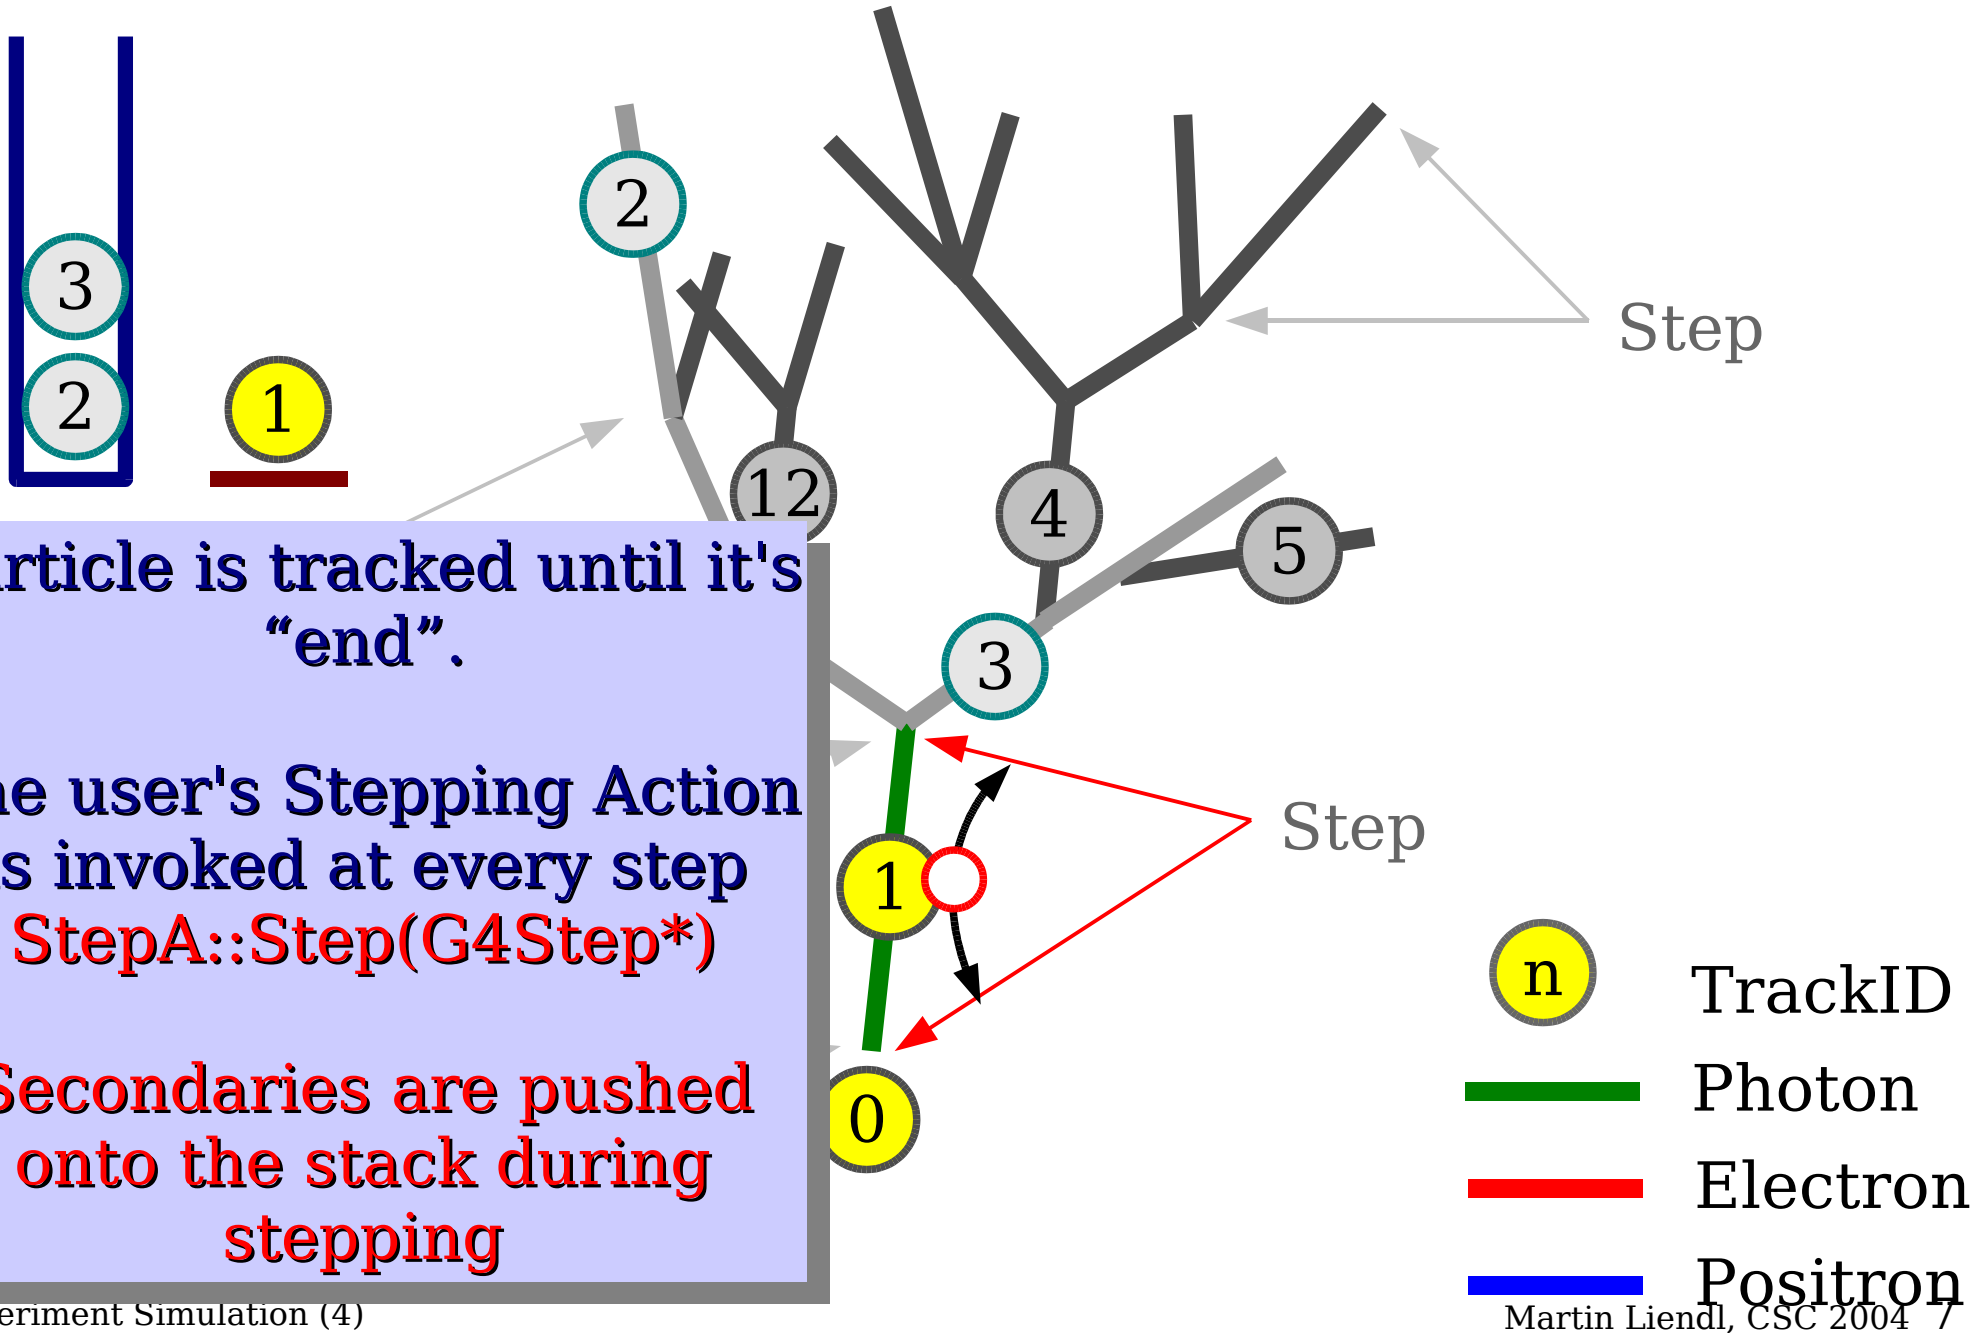 2
3
2
1
Step
12
4
5
article is tracked until it's
“end”.
3
he user's Stepping Action
is invoked at every step
StepA::Step(G4Step*)
Step
1
n TrackID
Secondaries are pushed
onto the stack during
stepping
0
Photon
Electron
Positron
eriment Simulation (4)
Martin Liendl, CSC 2004 7